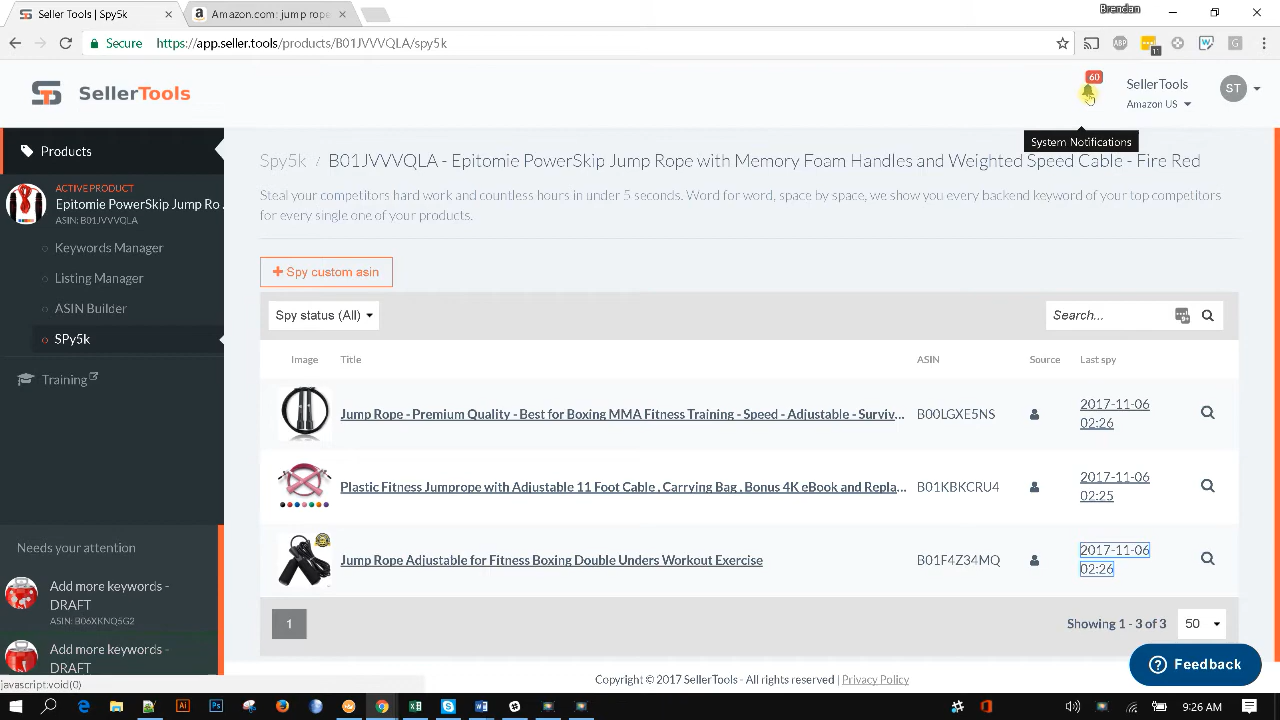 Seller Tools | Spy5k
Amazon.com: jump rope
Brendan
Secure
https://app.seller.tools/products/B01JVVVQLA/spy5k
SellerTools
60
SellerTools
Amazon US
ST
System Notifications
Products
ACTIVE PRODUCT
Epitomie PowerSkip Jump Ro
ASIN: B01JVVVQLA
Keywords Manager
Listing Manager
ASIN Builder
SPy5k
Training
Needs your attention
Add more keywords -
DRAFT
ASIN: B06XKNQ5G2
Add more keywords -
DRAFT
Spy5k / B01JVVVQLA - Epitomie PowerSkip Jump Rope with Memory Foam Handles and Weighted Speed Cable - Fire Red
Steal your competitors hard work and countless hours in under 5 seconds. Word for word, space by space, we show you every backend keyword of your top competitors
for every single one of your products.
+ Spy custom asin
Spy status (All)
Search...
Image Title ASIN Source Last spy
Jump Rope - Premium Quality - Best for Boxing MMA Fitness Training - Speed - Adjustable - Surviv... B00LGXE5NS 2017-11-06
02:26
Plastic Fitness Jumprope with Adjustable 11 Foot Cable , Carrying Bag , Bonus 4K eBook and Repla... B01KBKCRU4 2017-11-06
02:25
Jump Rope Adjustable for Fitness Boxing Double Unders Workout Exercise B01F4Z34MQ 2017-11-06
02:26
1
Showing 1 - 3 of 3 50
Feedback
Copyright © 2017 SellerTools - All rights reserved | Privacy Policy
javascript:void(0)
9:26 AM